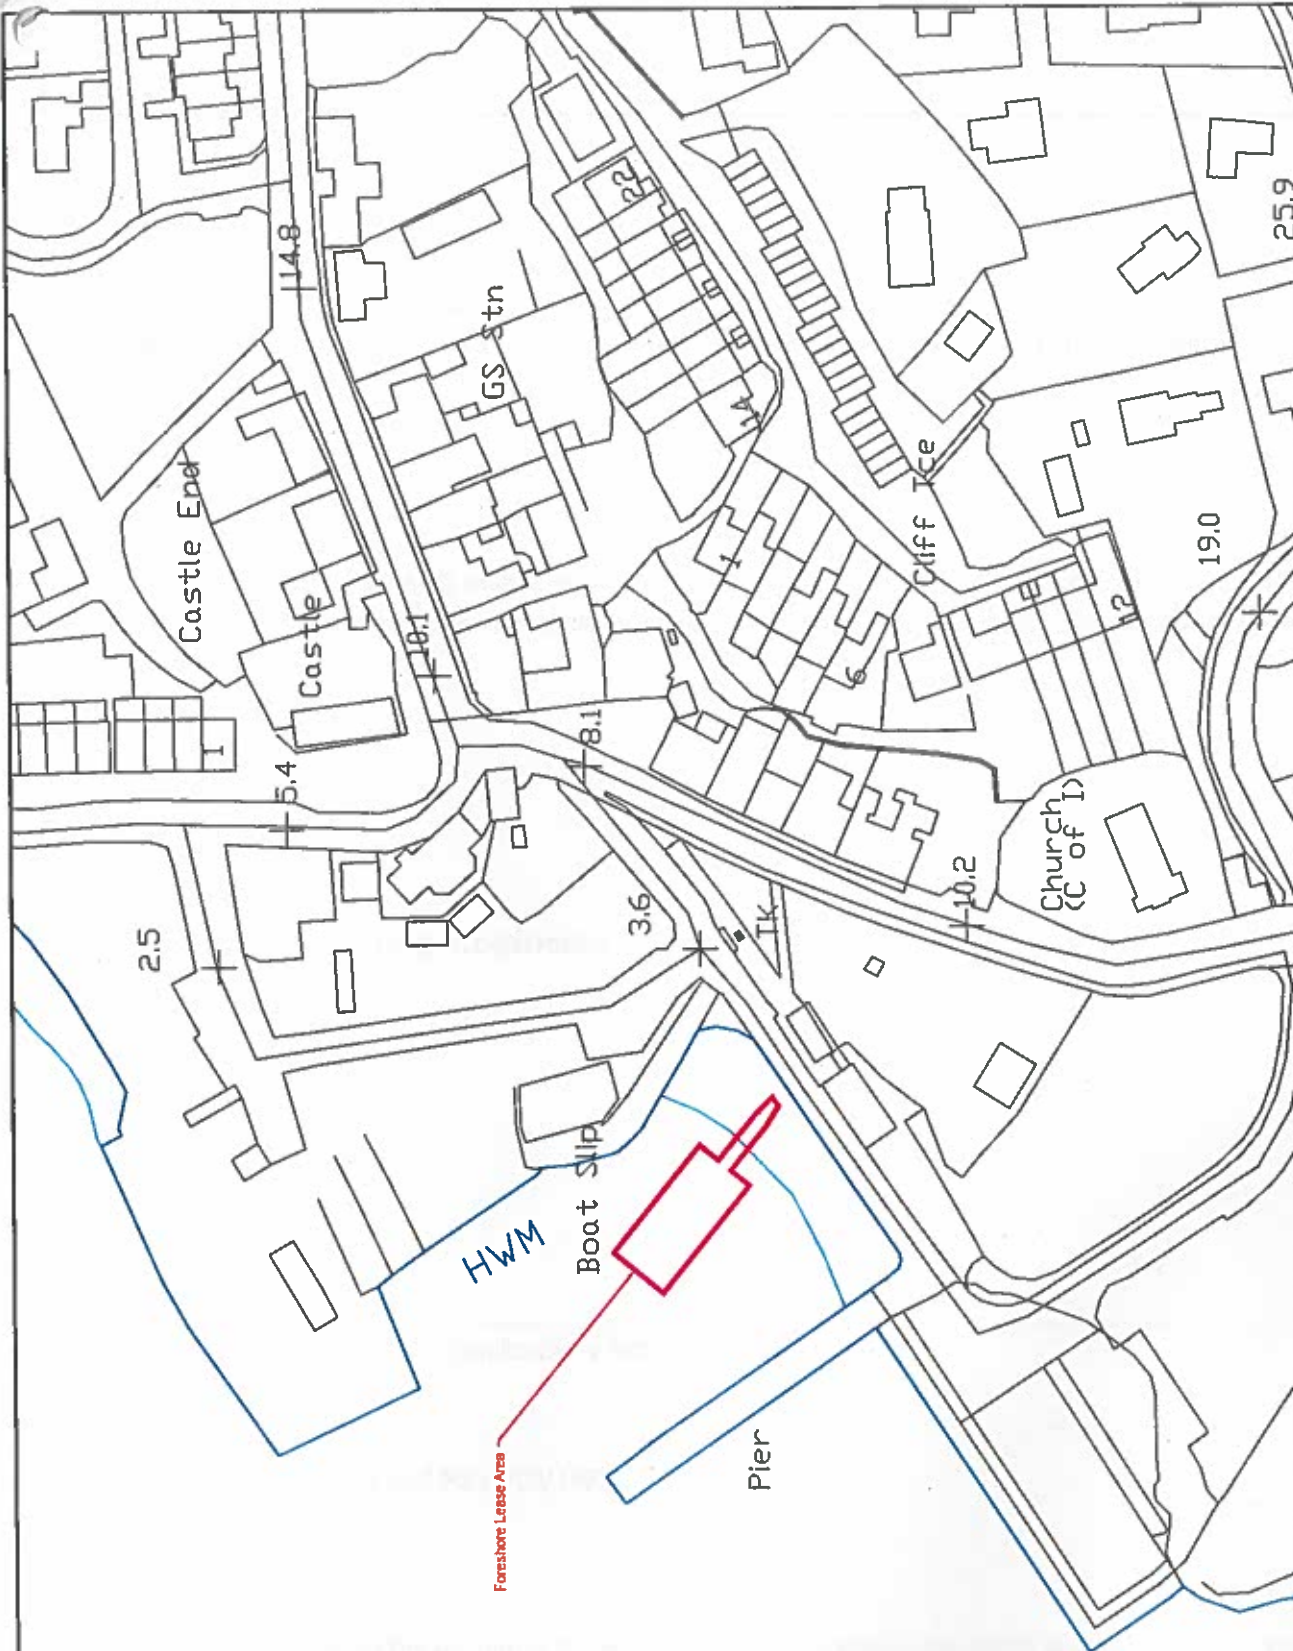 14.8
22
25.9
GS Stn
14
Castle End
Cliff Tce
1
19.0
Castle
10.1
12
6
1
8.1
5.4
Church
(C of I)
10.2
2.5
3.6
TK
Boat Slip
HWM
Pier
Foreshore Lease Area